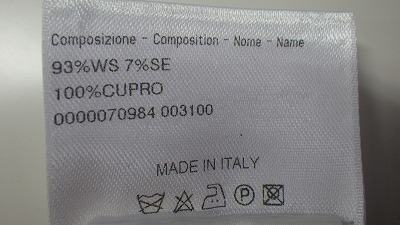 Composizione - Composition - Nome - Name
93%WS 7%SE
100%CUPRO
0000070984 003100
MADE IN ITALY
P